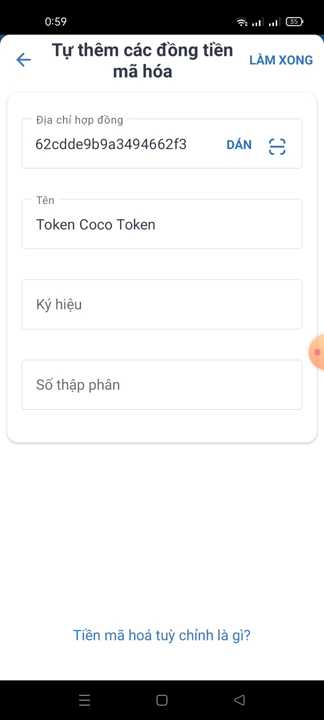 0:59
55
Tự thêm các đồng tiền
mã hóa
LÀM XONG
Địa chỉ hợp đồng
62cdde9b9a3494662f3
DÁN
Tên
Token Coco Token
Ký hiệu
Số thập phân
Tiền mã hoá tuỳ chỉnh là gì?